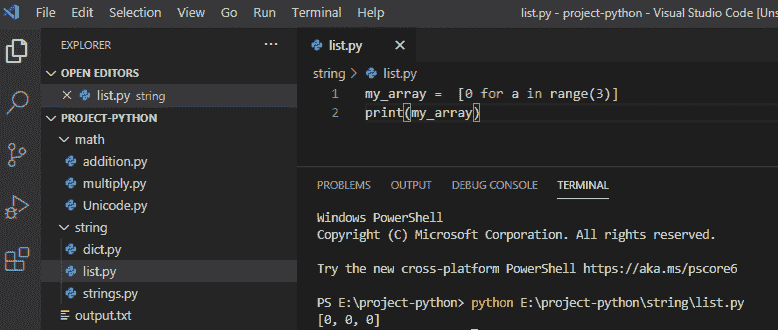 File Edit Selection View Go Run Terminal Help list.py - project-python - Visual Studio Code [Uns
EXPLORER ...
OPEN EDITORS
list.py string
PROJECT-PYTHON
math
addition.py
multiply.py
Unicode.py
string
dict.py
list.py
strings.py
output.txt
list.py
string > list.py
1 my_array =  [0 for a in range(3)]
2 print(my_array)
PROBLEMS OUTPUT DEBUG CONSOLE TERMINAL
Windows PowerShell
Copyright (C) Microsoft Corporation. All rights reserved.
Try the new cross-platform PowerShell https://aka.ms/pscore6
PS E:\project-python> python E:\project-python\string\list.py
[0, 0, 0]